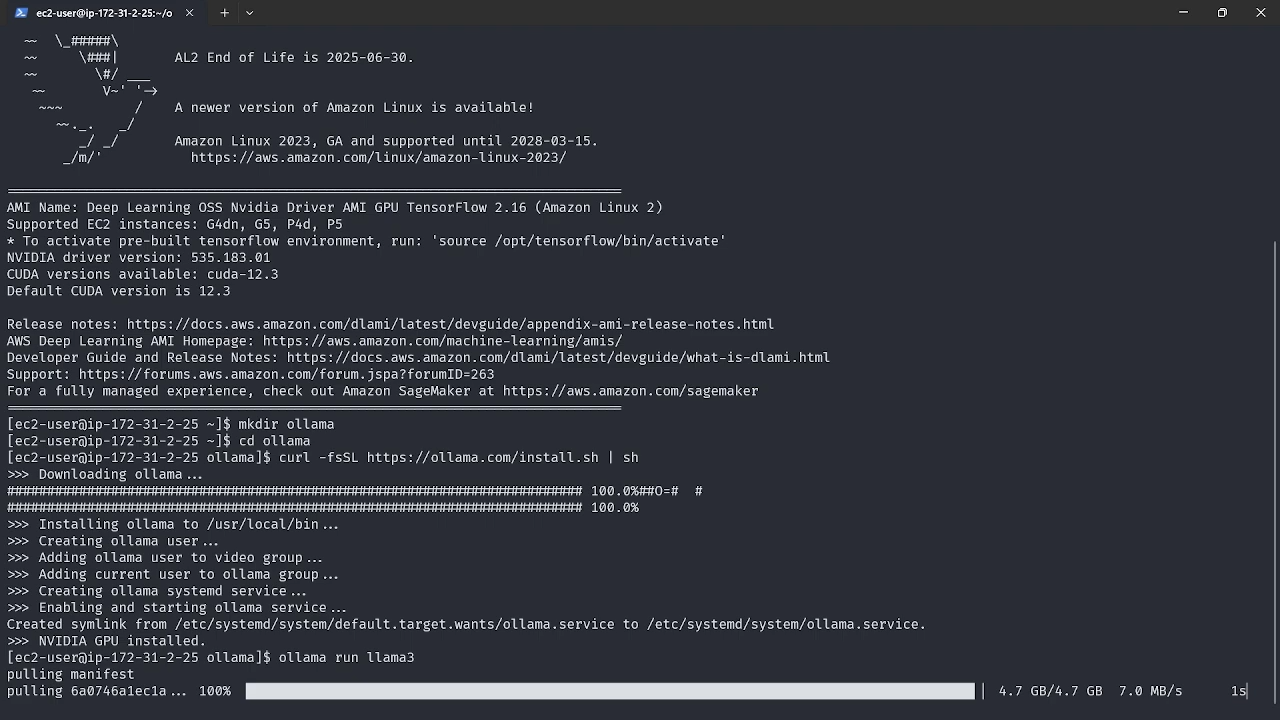 ec2-user@ip-172-31-2-25:~/o
~~  \_#####\
~~     \###|       AL2 End of Life is 2025-06-30.
~~       \#/ ___
~~       V~' '->
~~~         /    A newer version of Amazon Linux is available!
~~._.   _/
_/ _/       Amazon Linux 2023, GA and supported until 2028-03-15.
_/m/'           https://aws.amazon.com/linux/amazon-linux-2023/
=============================================================================
AMI Name: Deep Learning OSS Nvidia Driver AMI GPU TensorFlow 2.16 (Amazon Linux 2)
Supported EC2 instances: G4dn, G5, P4d, P5
* To activate pre-built tensorflow environment, run: 'source /opt/tensorflow/bin/activate'
NVIDIA driver version: 535.183.01
CUDA versions available: cuda-12.3
Default CUDA version is 12.3
Release notes: https://docs.aws.amazon.com/dlami/latest/devguide/appendix-ami-release-notes.html
AWS Deep Learning AMI Homepage: https://aws.amazon.com/machine-learning/amis/
Developer Guide and Release Notes: https://docs.aws.amazon.com/dlami/latest/devguide/what-is-dlami.html
Support: https://forums.aws.amazon.com/forum.jspa?forumID=263
For a fully managed experience, check out Amazon SageMaker at https://aws.amazon.com/sagemaker
=============================================================================
[ec2-user@ip-172-31-2-25 ~]$ mkdir ollama
[ec2-user@ip-172-31-2-25 ~]$ cd ollama
[ec2-user@ip-172-31-2-25 ollama]$ curl -fsSL https://ollama.com/install.sh | sh
>>> Downloading ollama...
######################################################################## 100.0%##O=#  #
######################################################################## 100.0%
>>> Installing ollama to /usr/local/bin...
>>> Creating ollama user...
>>> Adding ollama user to video group...
>>> Adding current user to ollama group...
>>> Creating ollama systemd service...
>>> Enabling and starting ollama service...
Created symlink from /etc/systemd/system/default.target.wants/ollama.service to /etc/systemd/system/ollama.service.
>>> NVIDIA GPU installed.
[ec2-user@ip-172-31-2-25 ollama]$ ollama run llama3
pulling manifest
pulling 6a0746a1ec1a... 100% | 4.7 GB/4.7 GB  7.0 MB/s      1s